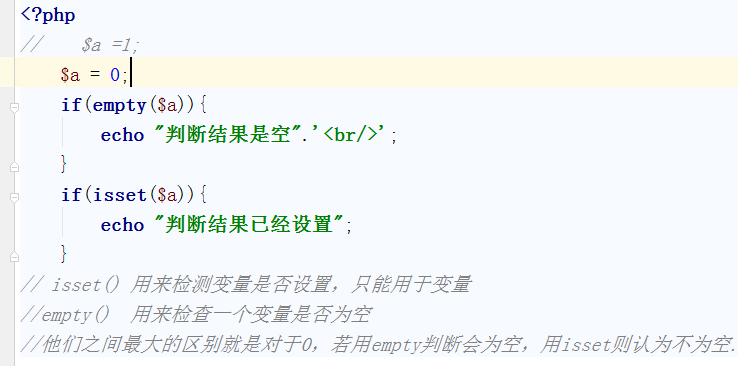 <?php
//   $a =1;
$a = 0;
if(empty($a)){
echo "判断结果是空".'<br/>';
}
if(isset($a)){
echo "判断结果已经设置";
}
// isset() 用来检测变量是否设置，只能用于变量
//empty()  用来检查一个变量是否为空
//他们之间最大的区别就是对于0，若用empty判断会为空，用isset则认为不为空.